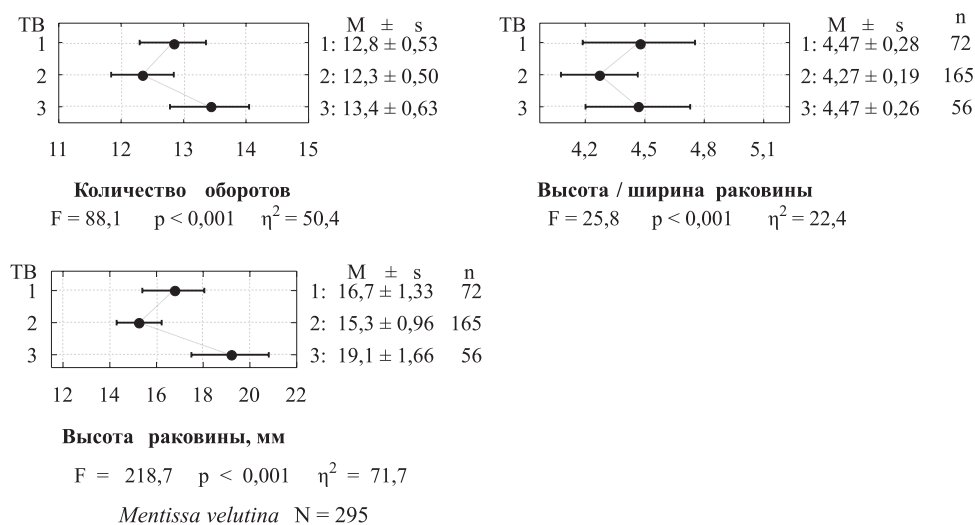 ТВ M ± s
1 1: 12,8 ± 0,53
2 2: 12,3 ± 0,50
3 3: 13,4 ± 0,63
11 12 13 14 15
Количество оборотов
F = 88,1 p < 0,001 η² = 50,4
ТВ M ± s n
1 1: 4,47 ± 0,28 72
2 2: 4,27 ± 0,19 165
3 3: 4,47 ± 0,26 56
4,2 4,5 4,8 5,1
Высота / ширина раковины
F = 25,8 p < 0,001 η² = 22,4
ТВ M ± s n
1 1: 16,7 ± 1,33 72
2 2: 15,3 ± 0,96 165
3 3: 19,1 ± 1,66 56
12 14 16 18 20 22
Высота раковины, мм
F = 218,7 p < 0,001 η² = 71,7
Mentissa velutina N = 295